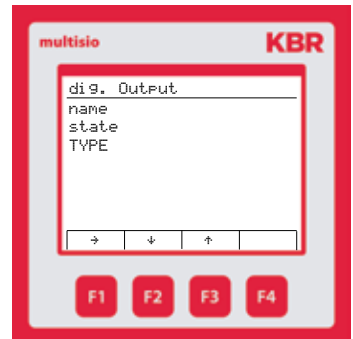 multisio KBR
dig. Output
name
state
TYPE
→ ↓ ↑
F1 F2 F3 F4